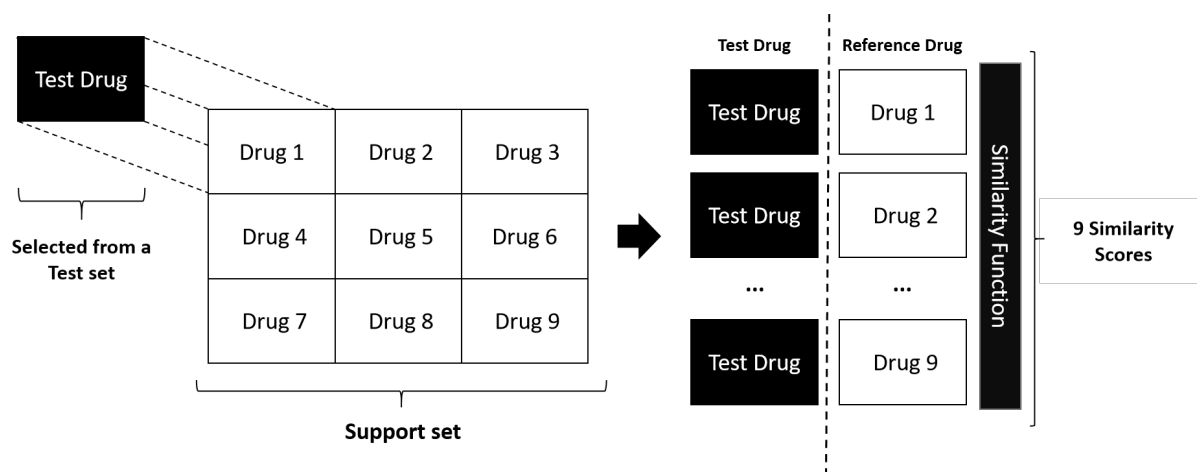 Test Drug
Selected from a
Test set
Drug 1
Drug 2
Drug 3
Drug 4
Drug 5
Drug 6
Drug 7
Drug 8
Drug 9
Support set
Test Drug
Reference Drug
Test Drug
Drug 1
Test Drug
Drug 2
...
...
Test Drug
Drug 9
Similarity Function
9 Similarity
Scores